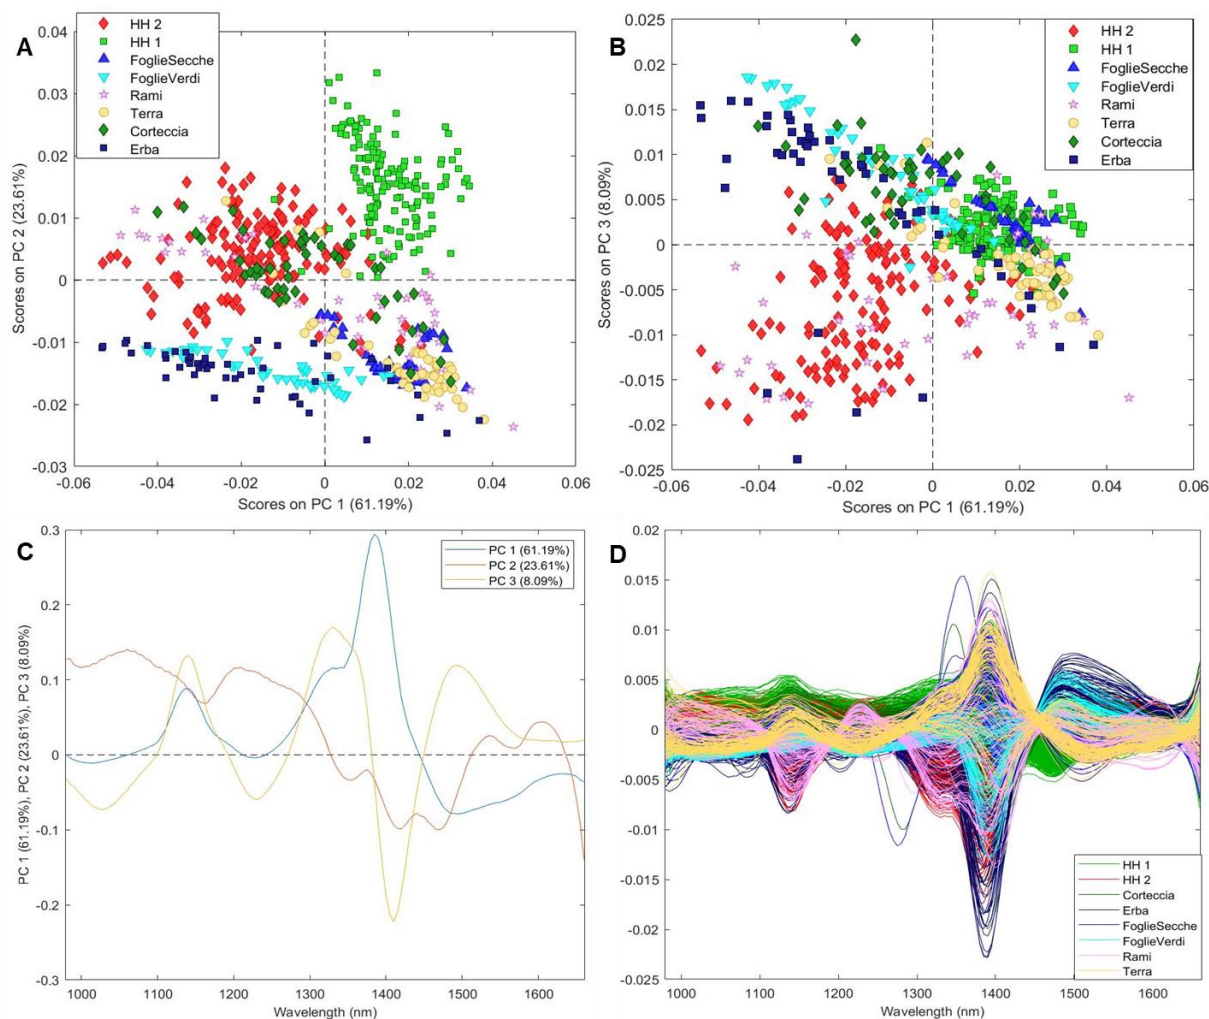 A
HH 2
HH 1
FoglieSecche
FoglieVerdi
Rami
Terra
Corteccia
Erba
0.04
0.03
0.02
0.01
0
-0.01
-0.02
-0.03
Scores on PC 2 (23.61%)
-0.06
-0.04
-0.02
0
0.02
0.04
0.06
Scores on PC 1 (61.19%)
B
HH 2
HH 1
FoglieSecche
FoglieVerdi
Rami
Terra
Corteccia
Erba
0.025
0.02
0.015
0.01
0.005
0
-0.005
-0.01
-0.015
-0.02
-0.025
Scores on PC 3 (8.09%)
-0.06
-0.04
-0.02
0
0.02
0.04
0.06
Scores on PC 1 (61.19%)
C
PC 1 (61.19%)
PC 2 (23.61%)
PC 3 (8.09%)
0.3
0.2
0.1
0
-0.1
-0.2
-0.3
PC 1 (61.19%), PC 2 (23.61%), PC 3 (8.09%)
1000
1100
1200
1300
1400
1500
1600
Wavelength (nm)
D
0.02
0.015
0.01
0.005
0
-0.005
-0.01
-0.015
-0.02
-0.025
HH 1
HH 2
Corteccia
Erba
FoglieSecche
FoglieVerdi
Rami
Terra
1000
1100
1200
1300
1400
1500
1600
Wavelength (nm)